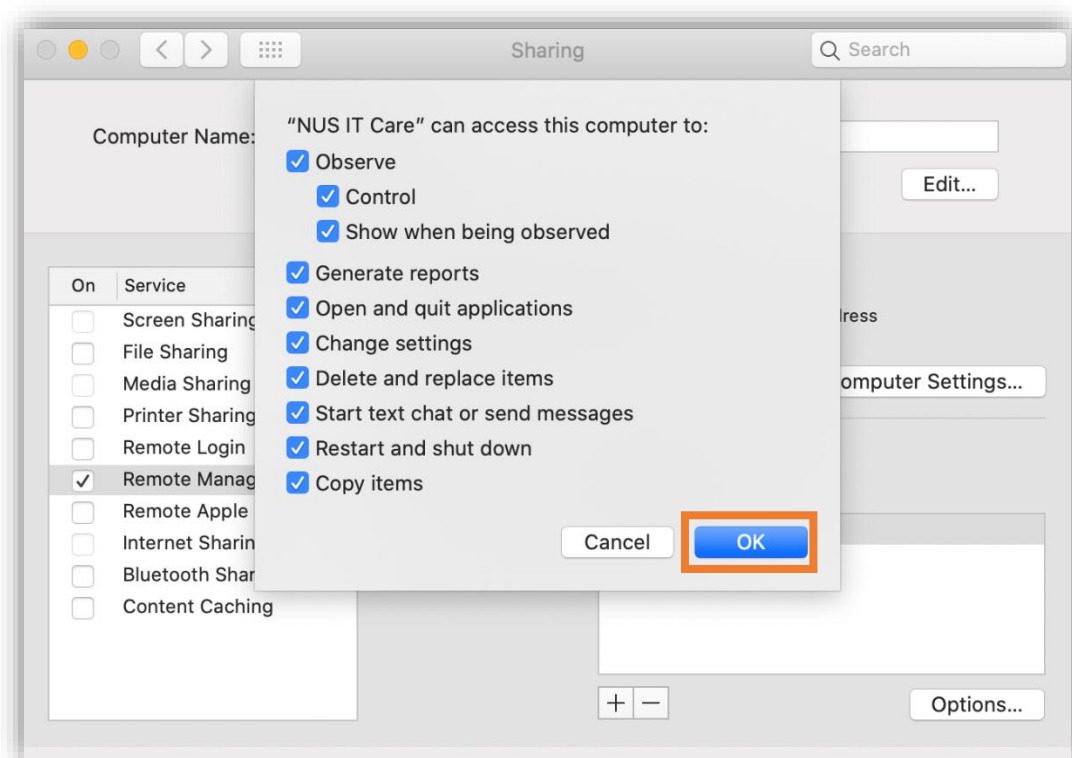 Sharing
Search
Computer Name:
Edit...
"NUS IT Care" can access this computer to:
Observe
Control
Show when being observed
Generate reports
Open and quit applications
Change settings
Delete and replace items
Start text chat or send messages
Restart and shut down
Copy items
Cancel
OK
On Service
Screen Sharing
File Sharing
Media Sharing
Printer Sharing
Remote Login
Remote Manag
Remote Apple
Internet Sharin
Bluetooth Shar
Content Caching
dress
omputer Settings...
+ −
Options...